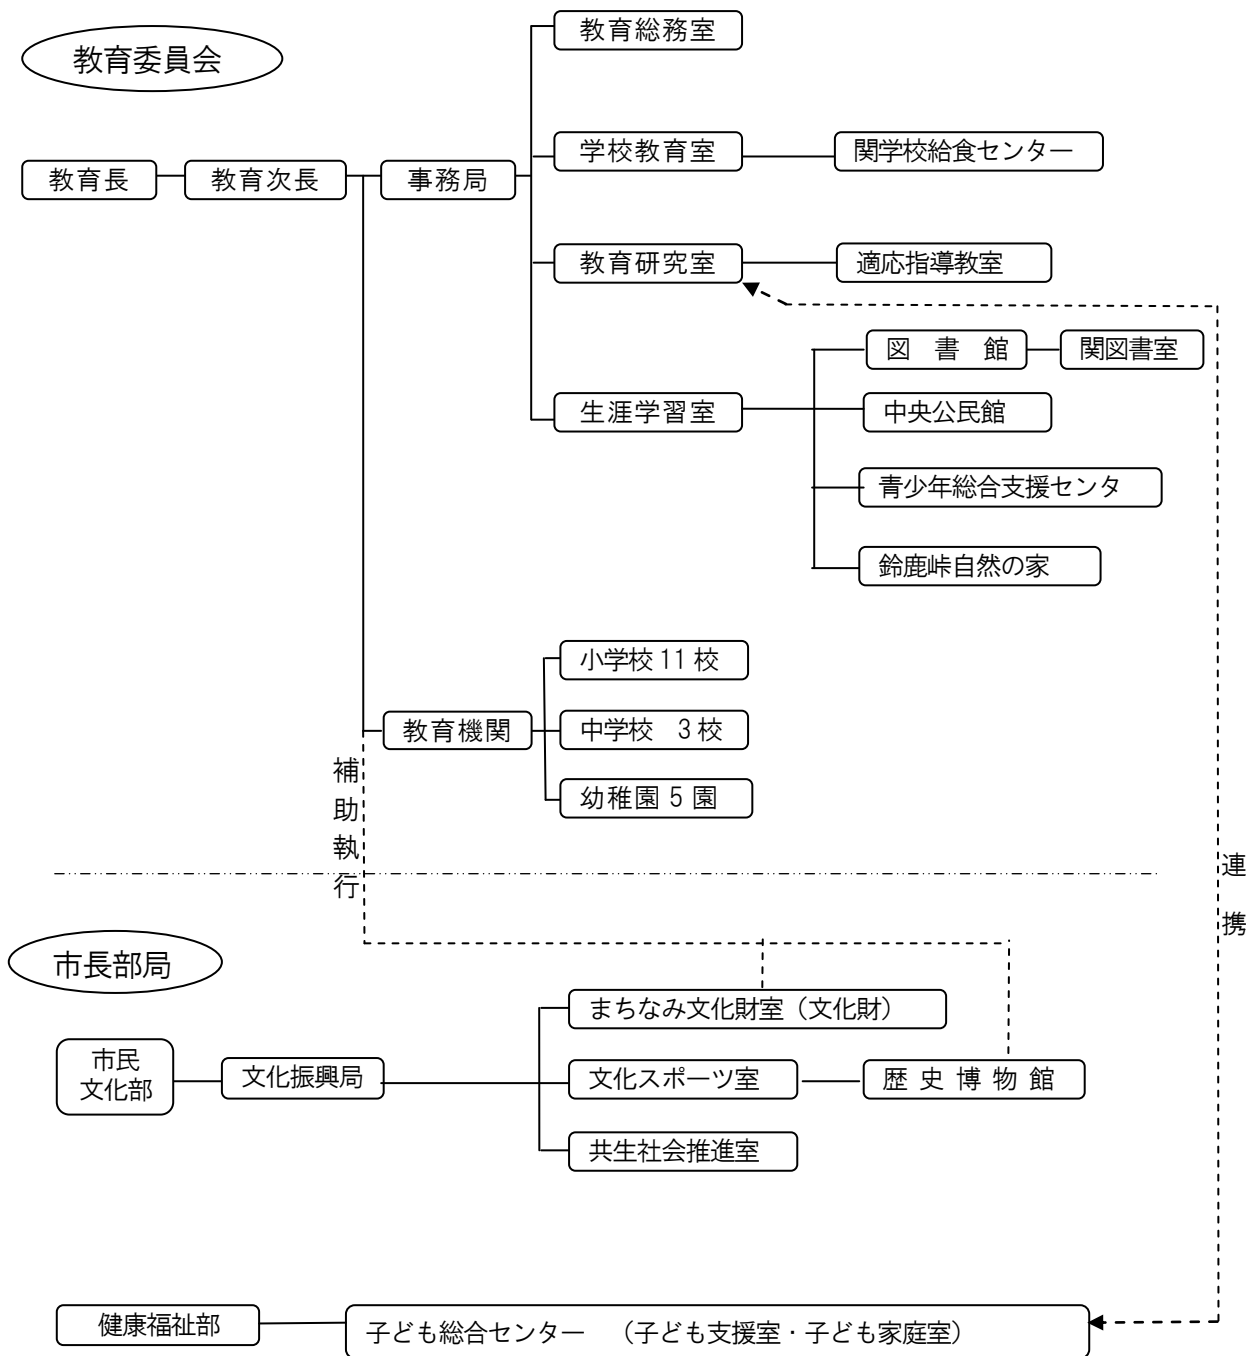 教育委員会
教育総務室
学校教育室
関学校給食センター
教育長
教育次長
事務局
教育研究室
適応指導教室
図 書 館
関図書室
生涯学習室
中央公民館
青少年総合支援センタ
鈴鹿峠自然の家
小学校 11 校
教育機関
中学校 3 校
幼稚園 5 園
補助執行
連携
市長部局
まちなみ文化財室（文化財）
市民
文化部
文化振興局
文化スポーツ室
歴 史 博 物 館
共生社会推進室
健康福祉部
子ども総合センター （子ども支援室・子ども家庭室）